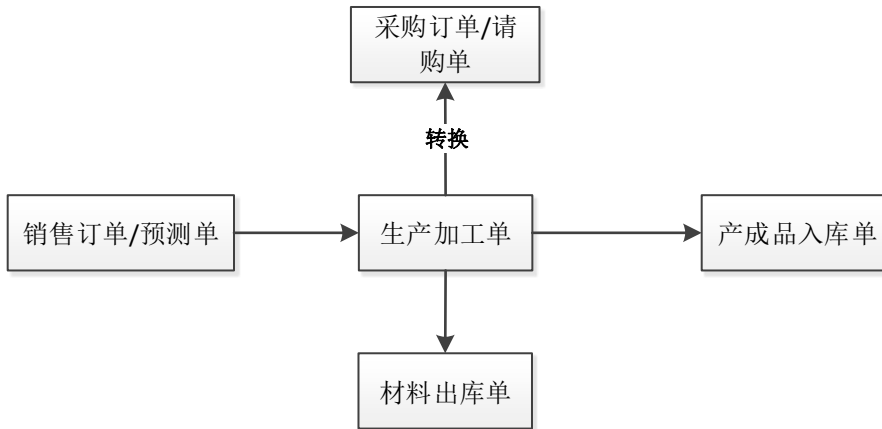 采购订单/请
购单
转换
销售订单/预测单
生产加工单
产成品入库单
材料出库单